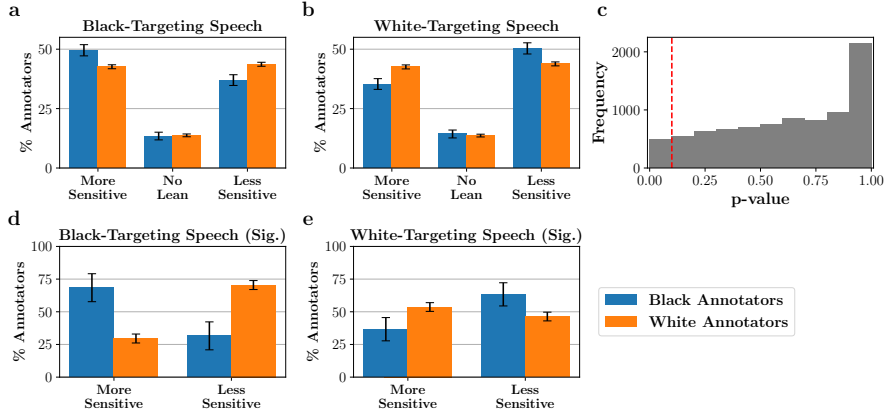 a
Black-Targeting Speech
% Annotators
50
25
0
More
Sensitive
No
Lean
Less
Sensitive
b
White-Targeting Speech
% Annotators
50
25
0
More
Sensitive
No
Lean
Less
Sensitive
c
Frequency
2000
1000
0
0.00
0.25
0.50
0.75
1.00
p-value
d
Black-Targeting Speech (Sig.)
% Annotators
100
75
50
25
0
More
Sensitive
Less
Sensitive
e
White-Targeting Speech (Sig.)
% Annotators
100
75
50
25
0
More
Sensitive
Less
Sensitive
Black Annotators
White Annotators